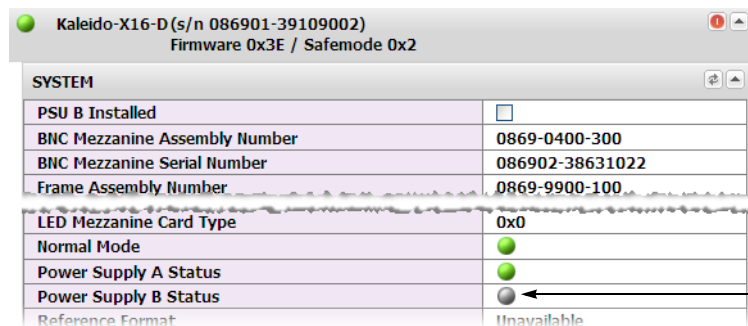 Kaleido-X16-D(s/n 086901-39109002)
Firmware 0x3E / Safemode 0x2
SYSTEM
PSU B Installed
BNC Mezzanine Assembly Number 0869-0400-300
BNC Mezzanine Serial Number 086902-38631022
Frame Assembly Number 0869-9900-100
LED Mezzanine Card Type 0x0
Normal Mode
Power Supply A Status
Power Supply B Status
Reference Format Unavailable